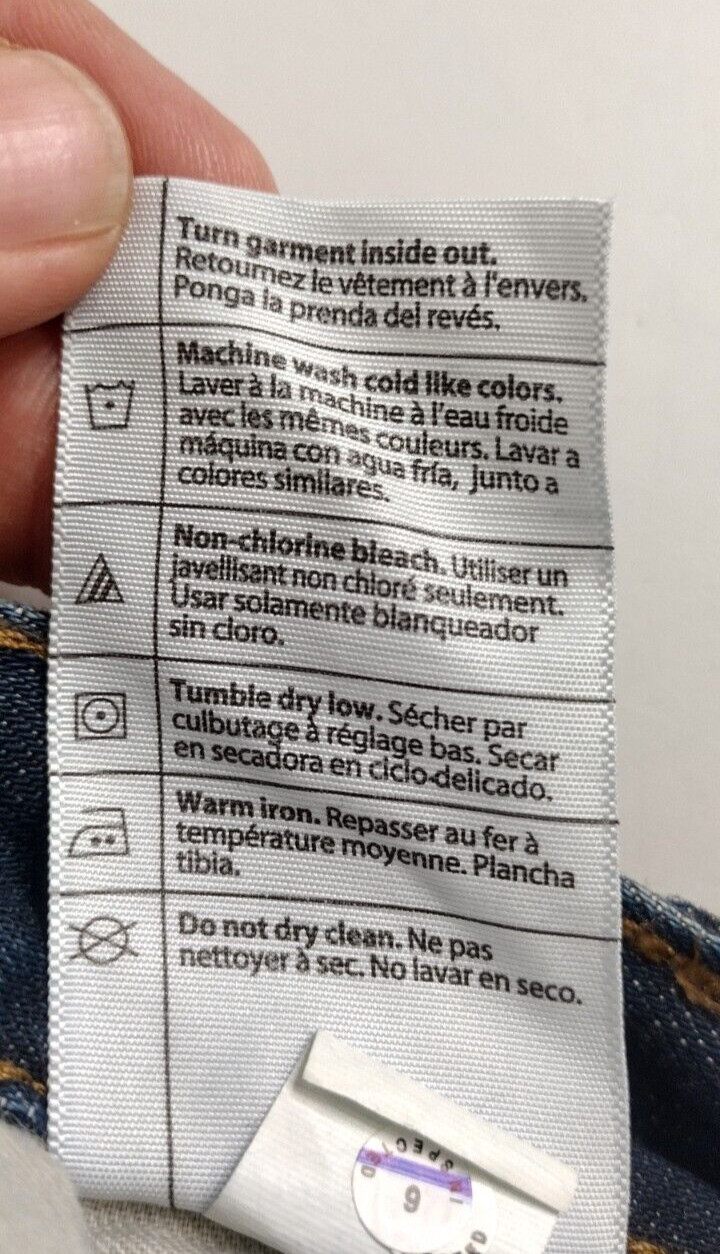 Turn garment inside out.
Retournez le vêtement à l'envers.
Ponga la prenda del revés.
Machine wash cold like colors.
Laver à la machine à l'eau froide
avec les mêmes couleurs. Lavar a
máquina con agua fría, junto a
colores similares.
Non-chlorine bleach. Utiliser un
javellisant non chloré seulement.
Usar solamente blanqueador
sin cloro.
Tumble dry low. Sécher par
culbutage à réglage bas. Secar
en secadora en ciclo-delicado.
Warm iron. Repasser au fer à
température moyenne. Plancha
tibia.
Do not dry clean. Ne pas
nettoyer à sec. No lavar en seco.
INSPECTED
6